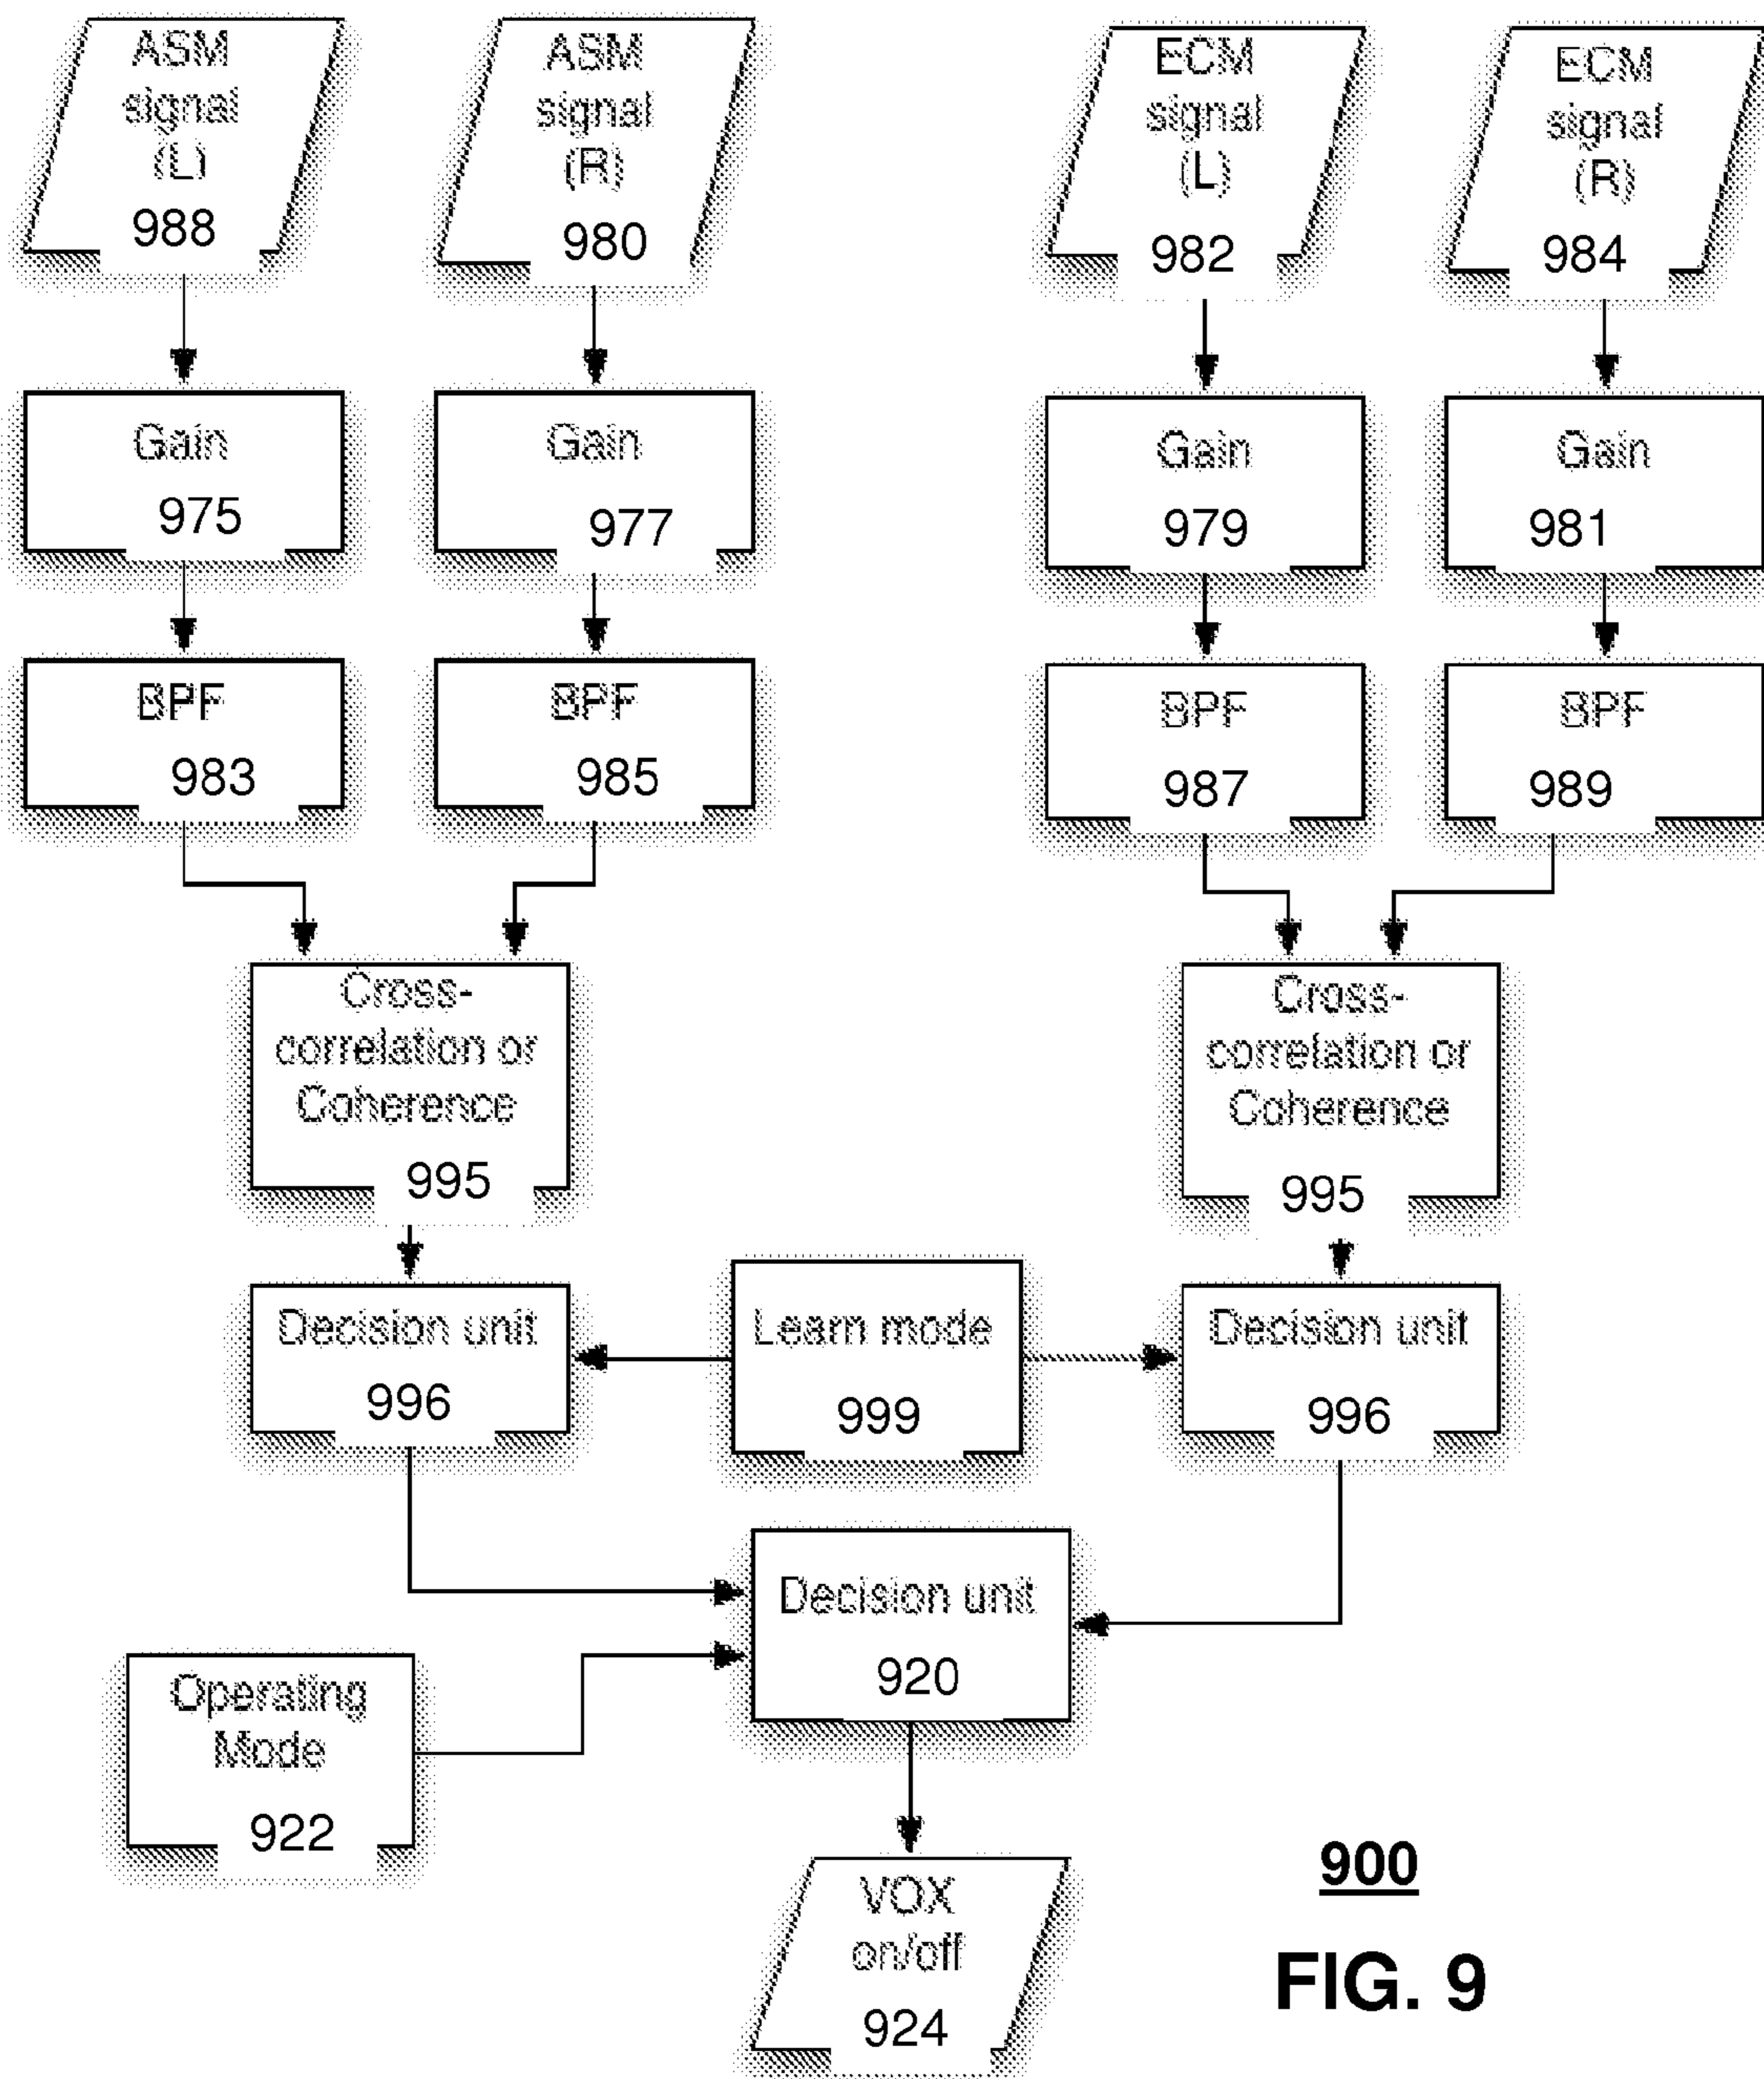 ASM
signal
(L)
988
ASM
signal
(R)
980
ECM
signal
(L)
982
ECM
signal
(R)
984
Gain
975
Gain
977
Gain
979
Gain
981
BPF
983
BPF
985
BPF
987
BPF
989
Cross-
correlation or
Coherence
995
Cross-
correlation or
Coherence
995
Decision unit
996
Learn mode
999
Decision unit
996
Decision unit
920
Operating
Mode
922
VOX
on/off
924
900
FIG. 9